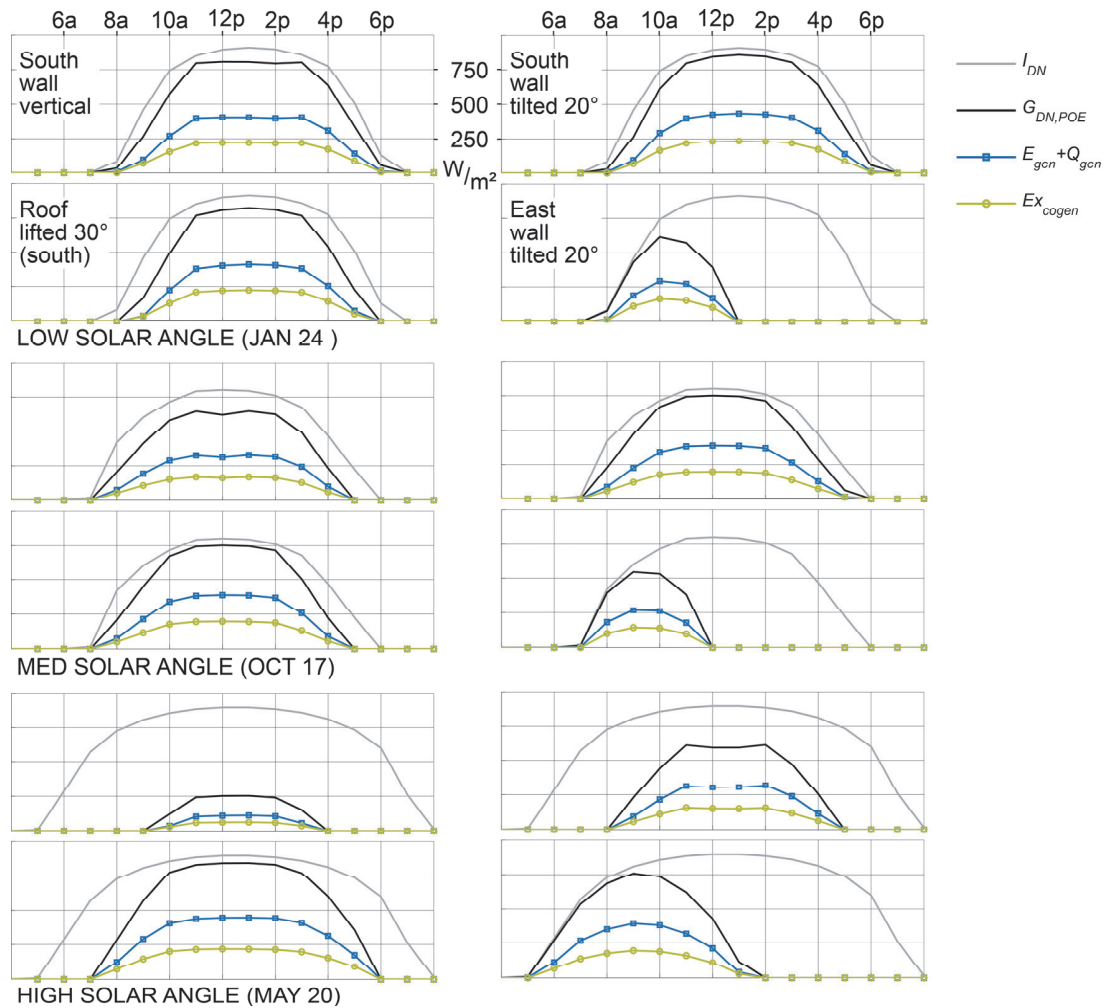 6a 8a 10a 12p 2p 4p 6p
6a 8a 10a 12p 2p 4p 6p
South
wall
vertical
750
500
250
W/m²
South
wall
tilted 20°
I_DN
G_DN,POE
E_gcn+Q_gcn
Ex_cogen
Roof
lifted 30°
(south)
East
wall
tilted 20°
LOW SOLAR ANGLE (JAN 24 )
MED SOLAR ANGLE (OCT 17)
HIGH SOLAR ANGLE (MAY 20)